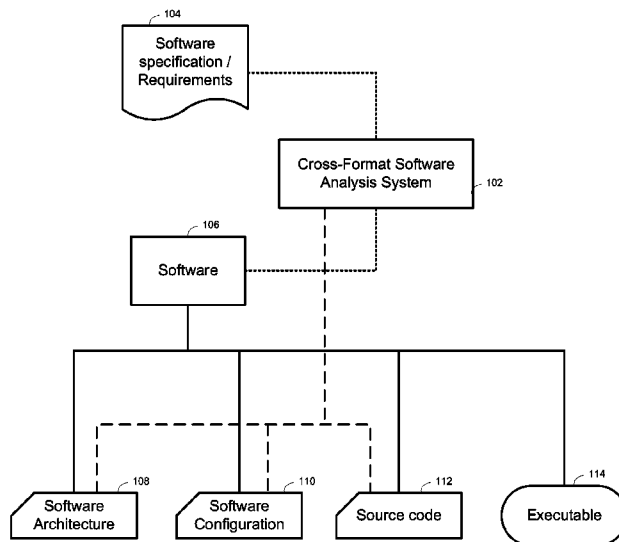 104
Software
specification /
Requirements
Cross-Format Software
Analysis System
102
106
Software
108
Software
Architecture
110
Software
Configuration
112
Source code
114
Executable